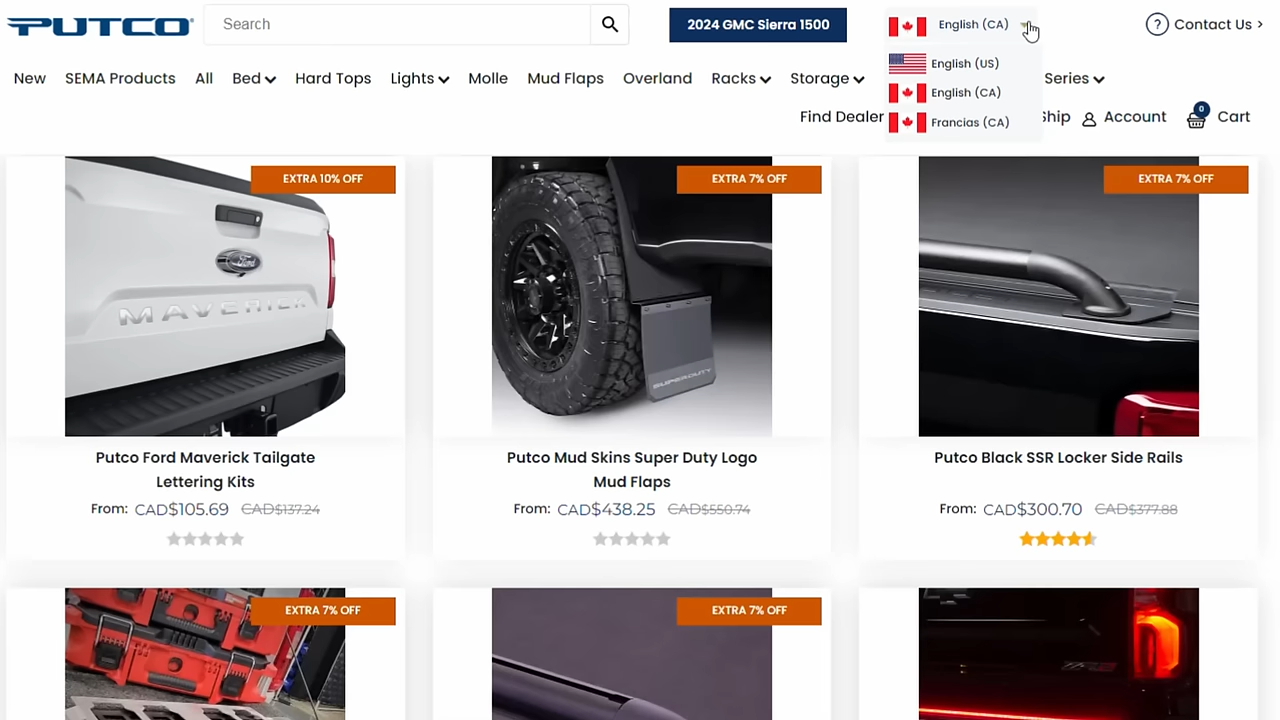 PUTCO
Search
2024 GMC Sierra 1500
English (CA)
? Contact Us >
English (US)
English (CA)
Francias (CA)
New SEMA Products All Bed Hard Tops Lights Molle Mud Flaps Overland Racks Storage Series
Find Dealer Ship Account 0 Cart
EXTRA 10% OFF
EXTRA 7% OFF
EXTRA 7% OFF
Ford
MAVERICK
SUPERDUTY
Putco Ford Maverick Tailgate
Lettering Kits
From: CAD$105.69 CAD$137.24
Putco Mud Skins Super Duty Logo
Mud Flaps
From: CAD$438.25 CAD$550.74
Putco Black SSR Locker Side Rails
From: CAD$300.70 CAD$377.88
EXTRA 7% OFF
EXTRA 7% OFF